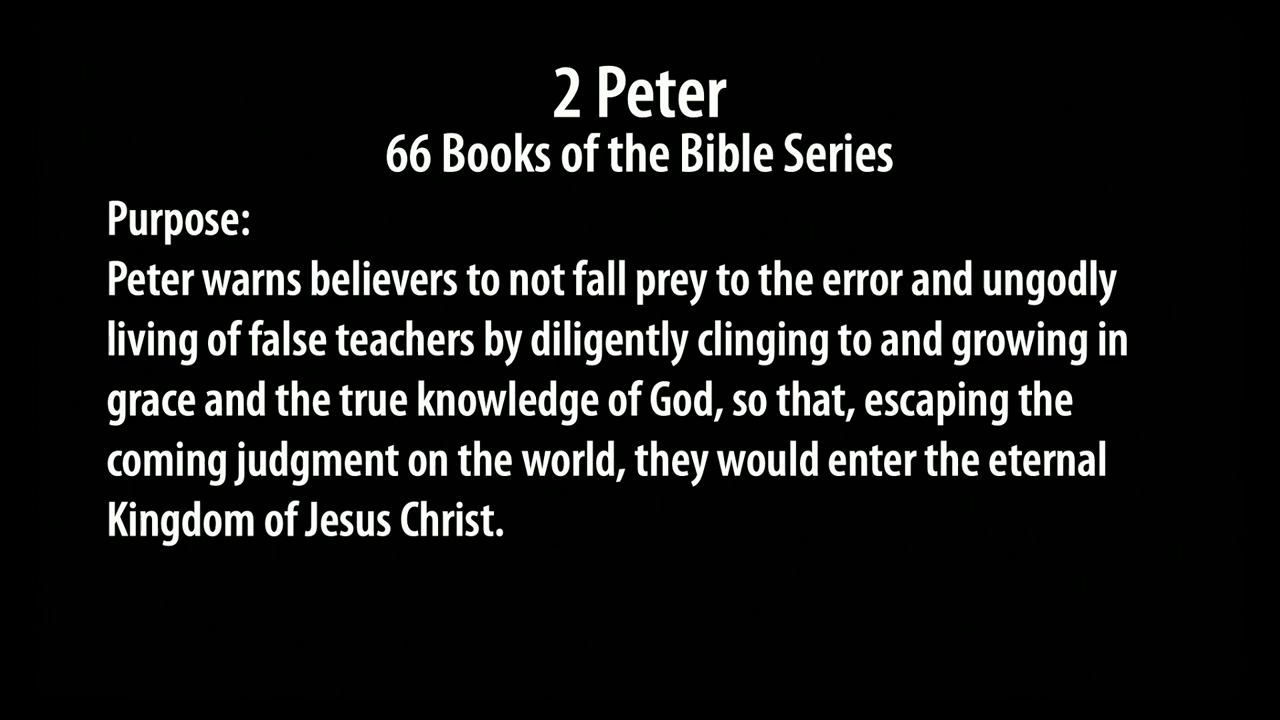 2 Peter
66 Books of the Bible Series
Purpose:
Peter warns believers to not fall prey to the error and ungodly
living of false teachers by diligently clinging to and growing in
grace and the true knowledge of God, so that, escaping the
coming judgment on the world, they would enter the eternal
Kingdom of Jesus Christ.